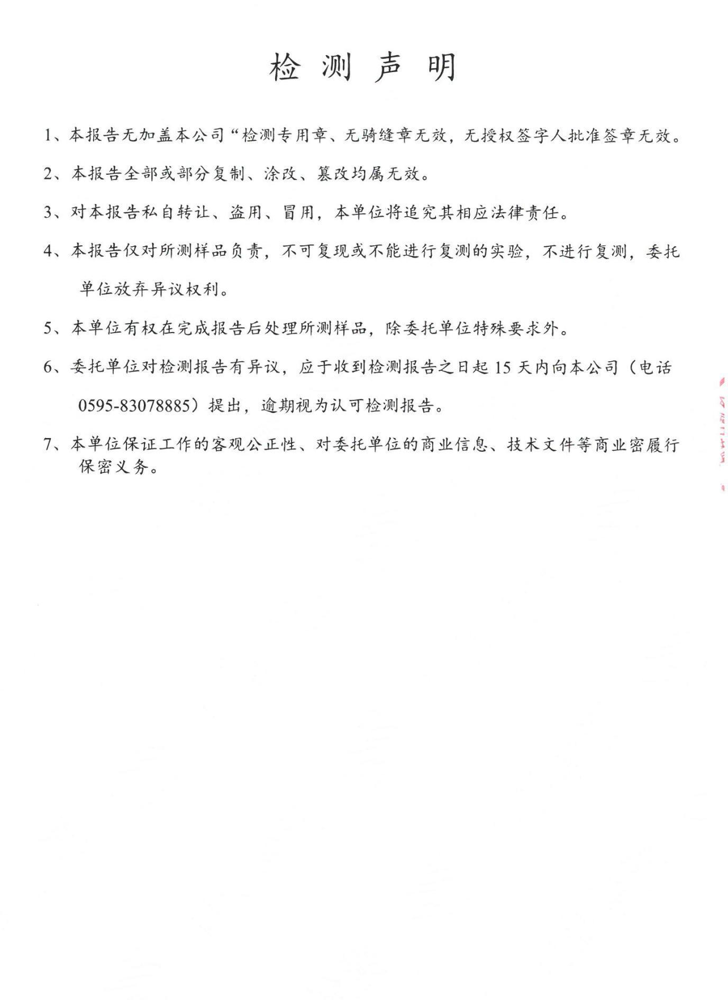 检测声明
1、本报告无加盖本公司“检测专用章、无骑缝章无效，无授权签字人批准签章无效。
2、本报告全部或部分复制、涂改、篡改均属无效。
3、对本报告私自转让、盗用、冒用，本单位将追究其相应法律责任。
4、本报告仅对所测样品负责，不可复现或不能进行复测的实验，不进行复测，委托
单位放弃异议权利。
5、本单位有权在完成报告后处理所测样品，除委托单位特殊要求外。
6、委托单位对检测报告有异议，应于收到检测报告之日起 15 天内向本公司（电话
0595-83078885）提出，逾期视为认可检测报告。
7、本单位保证工作的客观公正性、对委托单位的商业信息、技术文件等商业密履行
保密义务。